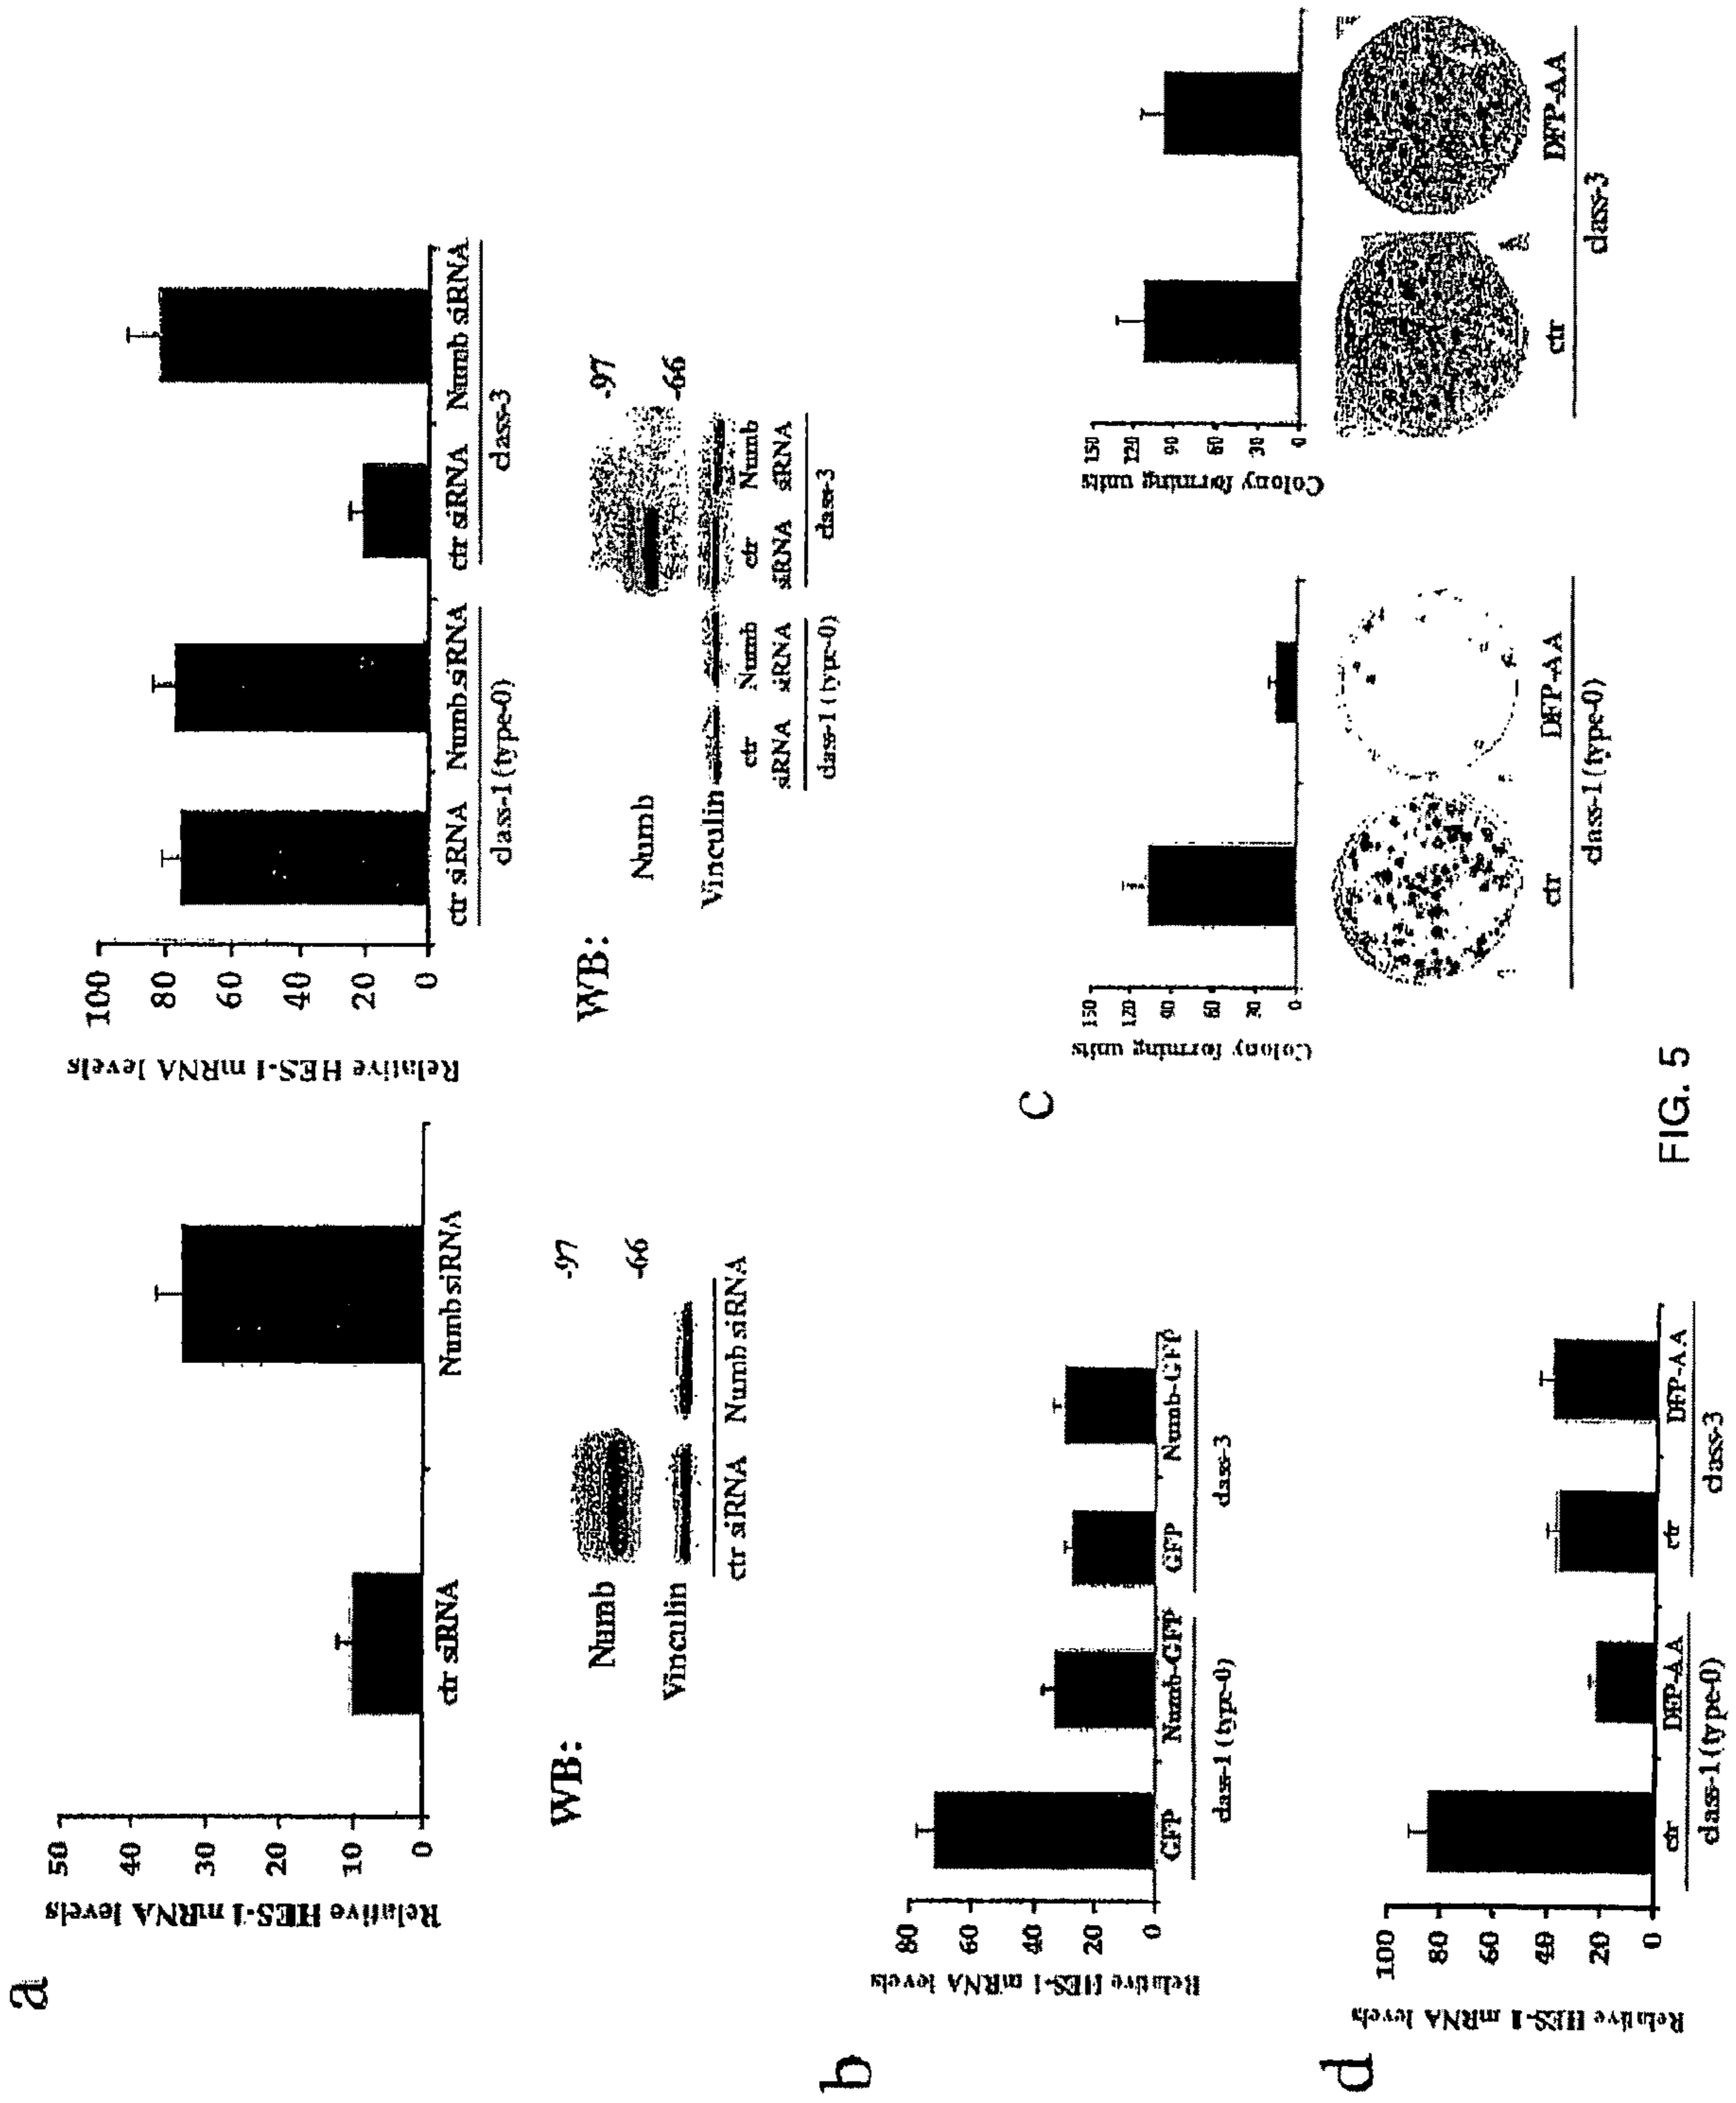 a
Relative HES-1 mRNA levels
50
40
30
20
10
0
ctr siRNA
Numb siRNA
WB:
Numb
Vinculin
-97
-66
ctr siRNA Numb siRNA
Relative HES-1 mRNA levels
100
80
60
40
20
0
ctr siRNA Numb siRNA ctr siRNA Numb siRNA
class-1 (type-0)
class-3
WB:
Numb
Vinculin
-97
-66
ctr Numb ctr Numb
siRNA siRNA siRNA siRNA
class-1 (type-0) class-3
b
Relative HES-1 mRNA levels
80
60
40
20
0
GFP Numb-GFP GFP Numb-GFP
class-1 (type-0) class-3
C
Colony forming units
150
120
90
60
30
0
ctr DFP-AA
class-1 (type-0)
Colony forming units
150
120
90
60
30
0
ctr DFP-AA
class-3
d
Relative HES-1 mRNA levels
100
80
60
40
20
0
ctr DFP-AA ctr DFP-AA
class-1 (type-0) class-3
FIG. 5